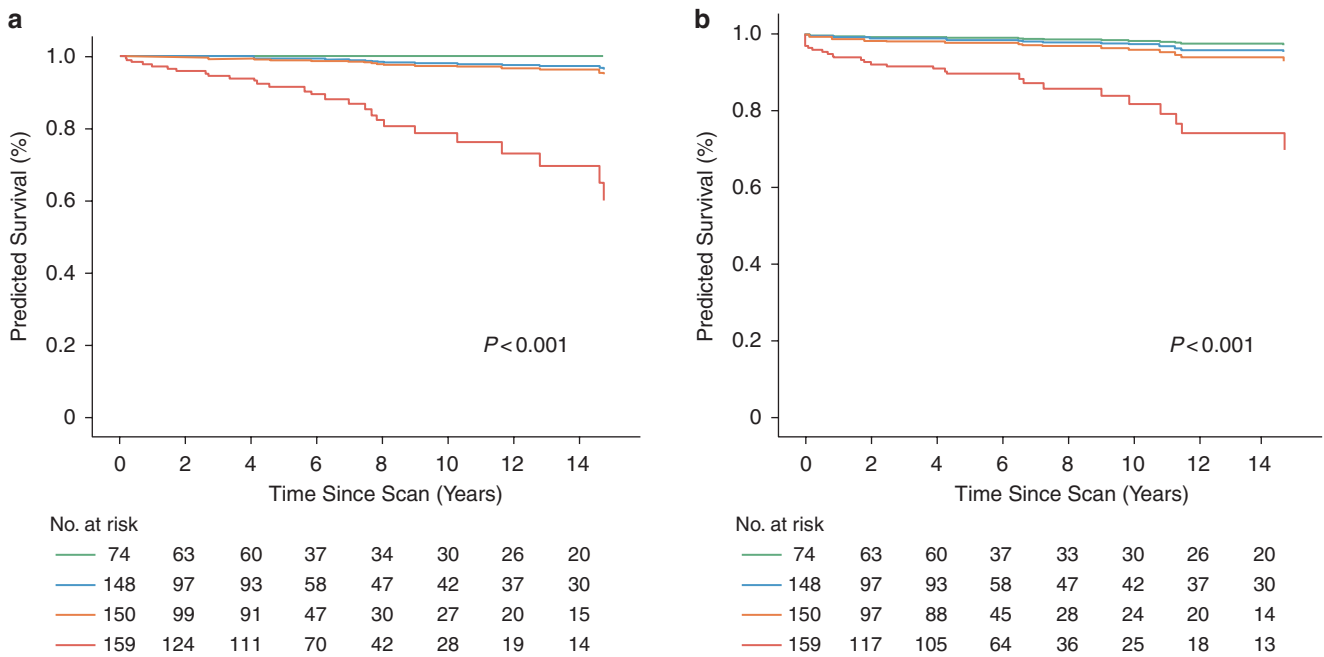 a
1.0
0.8
0.6
0.4
0.2
0
Predicted Survival (%)
P < 0.001
0 2 4 6 8 10 12 14
Time Since Scan (Years)
No. at risk
74 63 60 37 34 30 26 20
148 97 93 58 47 42 37 30
150 99 91 47 30 27 20 15
159 124 111 70 42 28 19 14
b
1.0
0.8
0.6
0.4
0.2
0
Predicted Survival (%)
P < 0.001
0 2 4 6 8 10 12 14
Time Since Scan (Years)
No. at risk
74 63 60 37 33 30 26 20
148 97 93 58 47 42 37 30
150 97 88 45 28 24 20 14
159 117 105 64 36 25 18 13